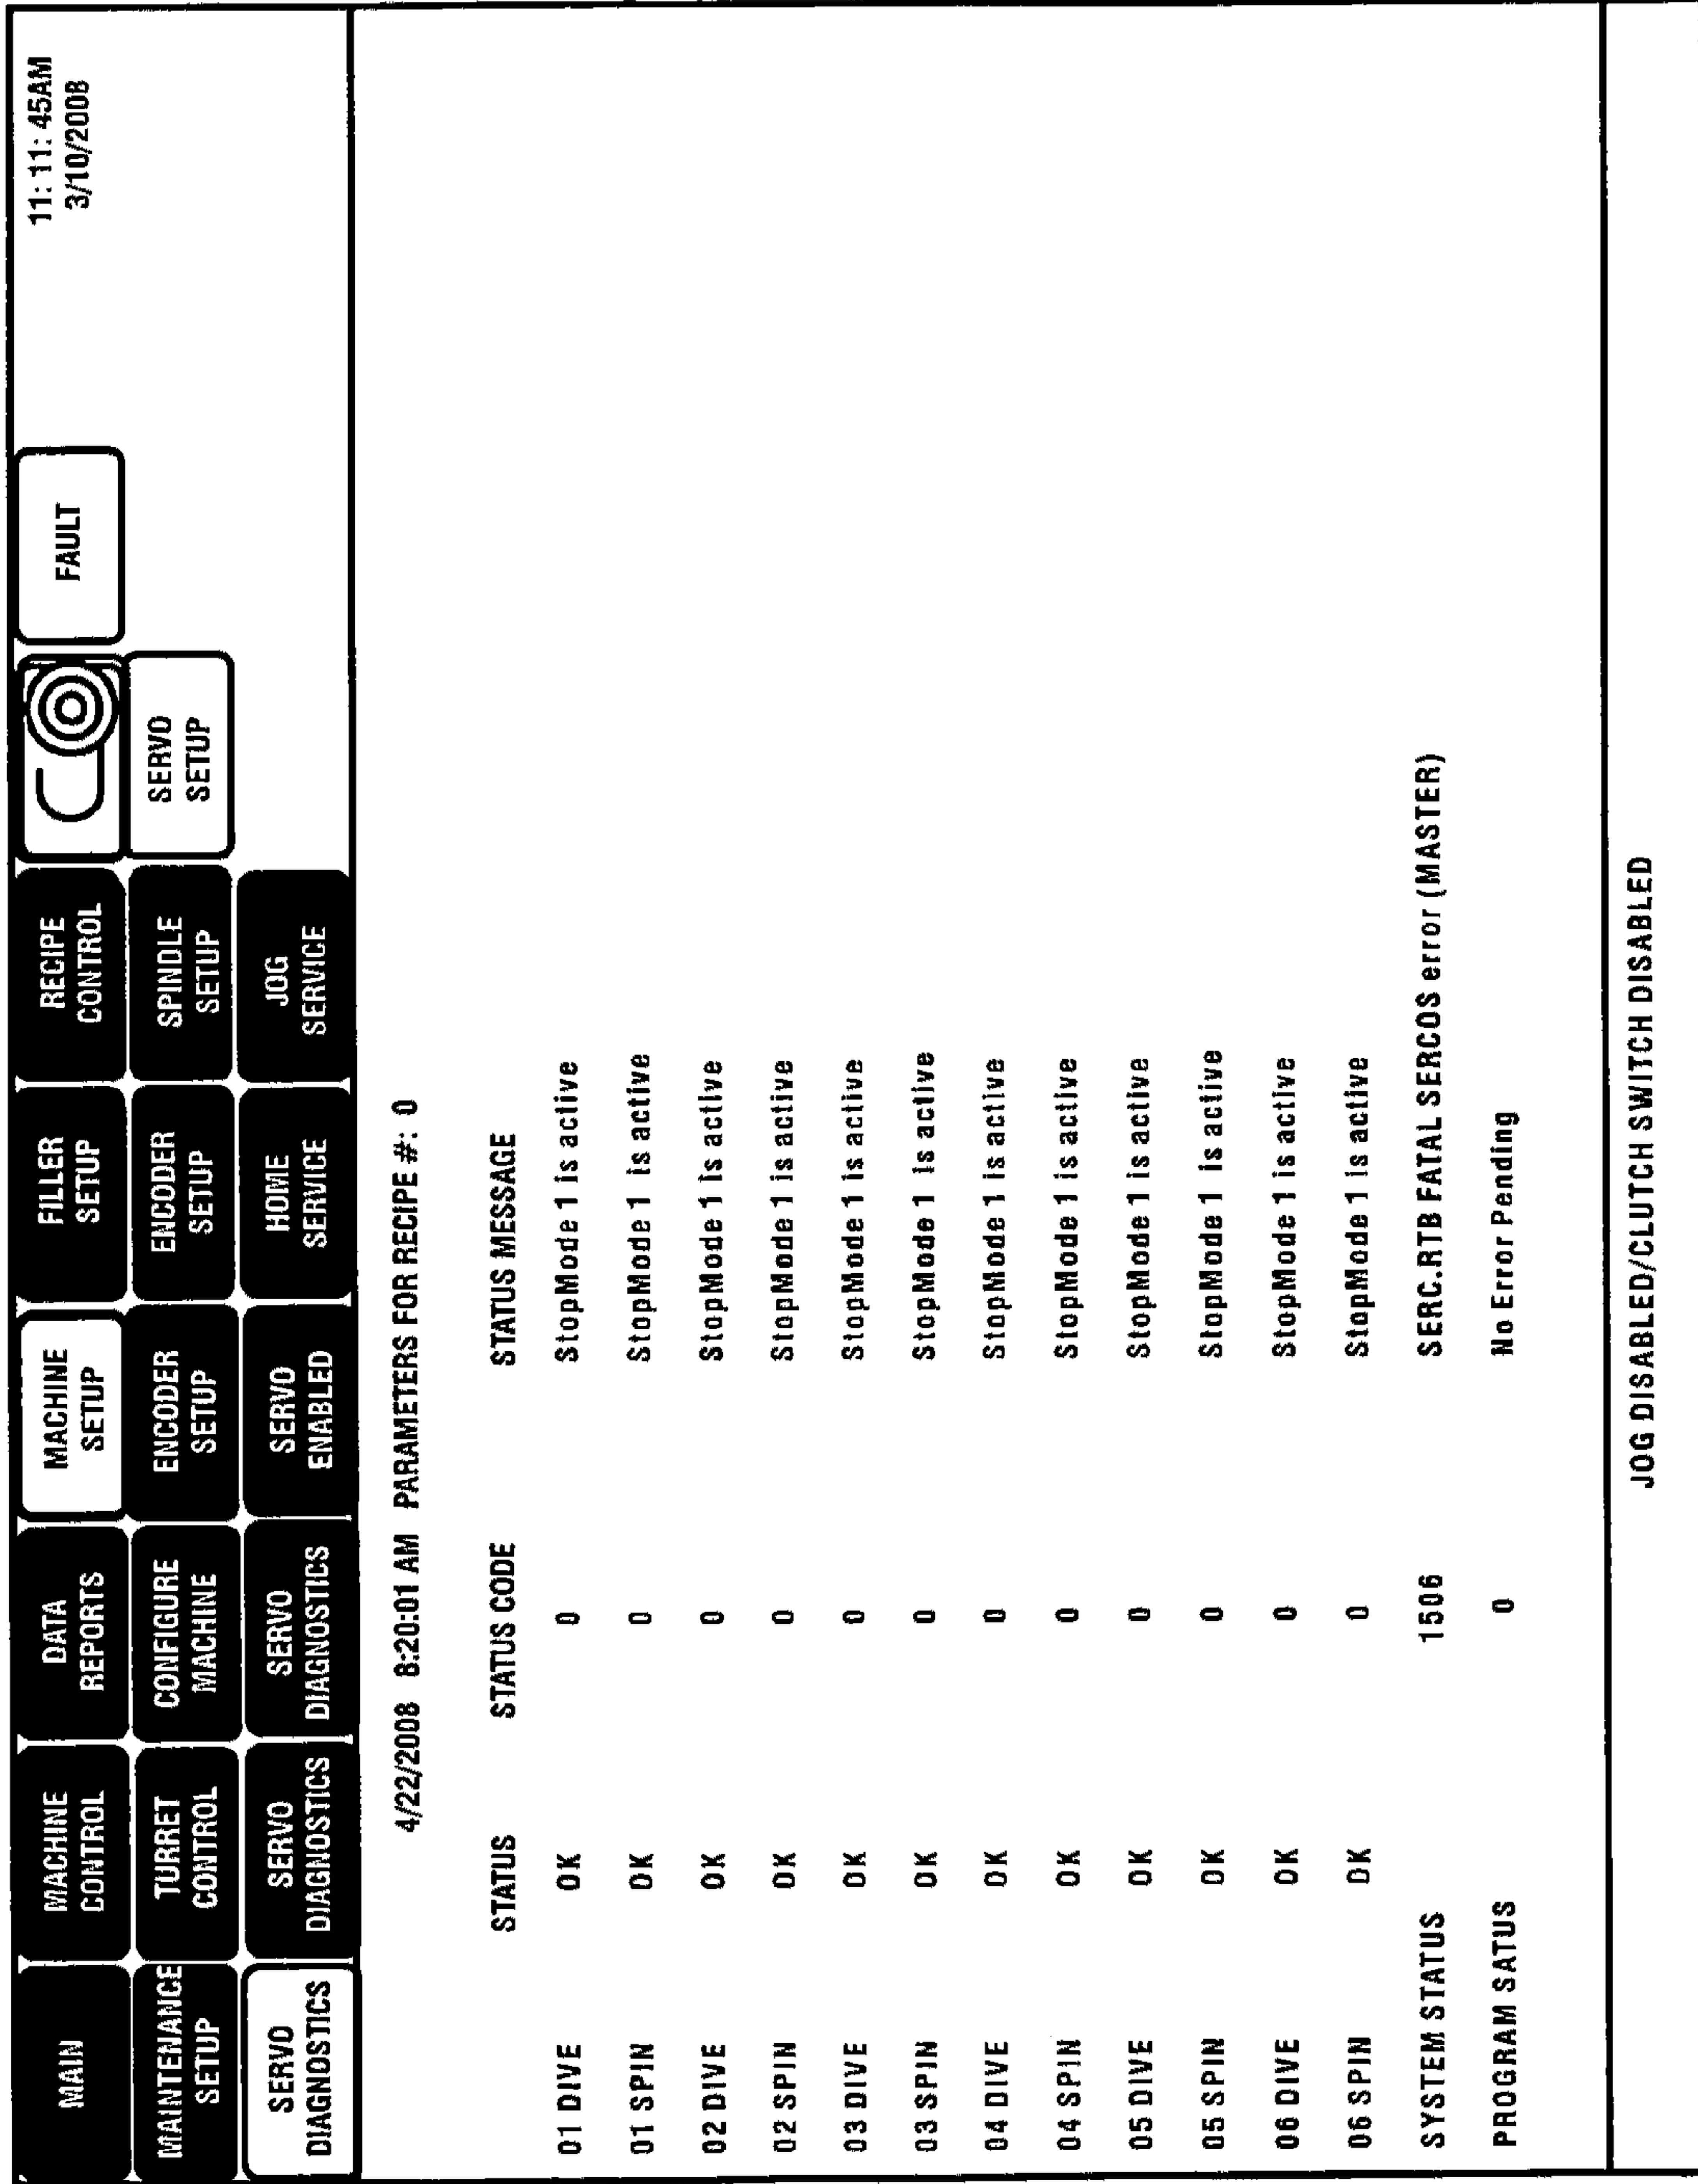 MAIN
MACHINE CONTROL
DATA REPORTS
MACHINE SETUP
FILLER SETUP
RECIPE CONTROL
FAULT
11:11:45AM
3/10/2008
MAINTENANCE SETUP
TURRET CONTROL
CONFIGURE MACHINE
ENCODER SETUP
ENCODER SETUP
SPINDLE SETUP
SERVO SETUP
SERVO DIAGNOSTICS
SERVO DIAGNOSTICS
SERVO DIAGNOSTICS
SERVO ENABLED
HOME SERVICE
JOG SERVICE
4/22/2008 8:20:01 AM PARAMETERS FOR RECIPE #: 0
STATUS STATUS CODE STATUS MESSAGE
01 DIVE OK 0 StopMode 1 is active
01 SPIN OK 0 StopMode 1 is active
02 DIVE OK 0 StopMode 1 is active
02 SPIN OK 0 StopMode 1 is active
03 DIVE OK 0 StopMode 1 is active
03 SPIN OK 0 StopMode 1 is active
04 DIVE OK 0 StopMode 1 is active
04 SPIN OK 0 StopMode 1 is active
05 DIVE OK 0 StopMode 1 is active
05 SPIN OK 0 StopMode 1 is active
06 DIVE OK 0 StopMode 1 is active
06 SPIN OK 0 StopMode 1 is active
SYSTEM STATUS 1506 SERC.RTB FATAL SERCOS error (MASTER)
PROGRAM SATUS 0 No Error Pending
JOG DISABLED/CLUTCH SWITCH DISABLED